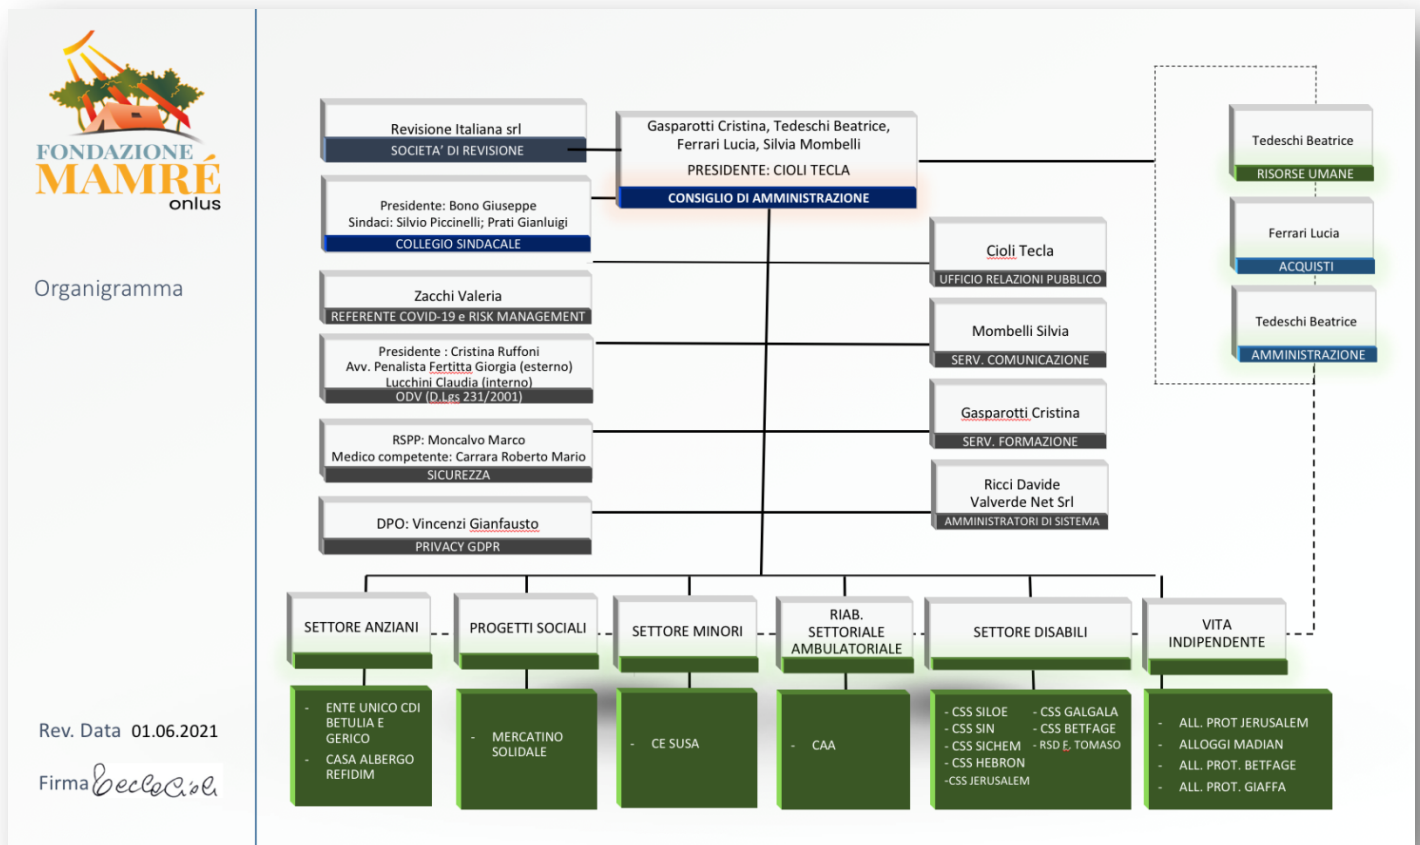 FONDAZIONE
MAMRÉ
onlus
Organigramma
Rev. Data 01.06.2021
Firma Tecla Cioli
Revisione Italiana srl
SOCIETA' DI REVISIONE
Gasparotti Cristina, Tedeschi Beatrice,
Ferrari Lucia, Silvia Mombelli
PRESIDENTE: CIOLI TECLA
CONSIGLIO DI AMMINISTRAZIONE
Presidente: Bono Giuseppe
Sindaci: Silvio Piccinelli; Prati Gianluigi
COLLEGIO SINDACALE
Zacchi Valeria
REFERENTE COVID-19 e RISK MANAGEMENT
Presidente : Cristina Ruffoni
Avv. Penalista Fertitta Giorgia (esterno)
Lucchini Claudia (interno)
ODV (D.Lgs 231/2001)
RSPP: Moncalvo Marco
Medico competente: Carrara Roberto Mario
SICUREZZA
DPO: Vincenzi Gianfausto
PRIVACY GDPR
Cioli Tecla
UFFICIO RELAZIONI PUBBLICO
Mombelli Silvia
SERV. COMUNICAZIONE
Gasparotti Cristina
SERV. FORMAZIONE
Ricci Davide
Valverde Net Srl
AMMINISTRATORI DI SISTEMA
Tedeschi Beatrice
RISORSE UMANE
Ferrari Lucia
ACQUISTI
Tedeschi Beatrice
AMMINISTRAZIONE
SETTORE ANZIANI
- ENTE UNICO CDI
BETULIA E
GERICO
- CASA ALBERGO
REFIDIM
PROGETTI SOCIALI
- MERCATINO
SOLIDALE
SETTORE MINORI
- CE SUSA
RIAB.
SETTORIALE
AMBULATORIALE
- CAA
SETTORE DISABILI
- CSS SILOE
- CSS SIN
- CSS SICHEM
- CSS HEBRON
-CSS JERUSALEM
- CSS GALGALA
- CSS BETFAGE
- RSD F. TOMASO
VITA
INDIPENDENTE
- ALL. PROT JERUSALEM
- ALLOGGI MADIAN
- ALL. PROT. BETFAGE
- ALL. PROT. GIAFFA